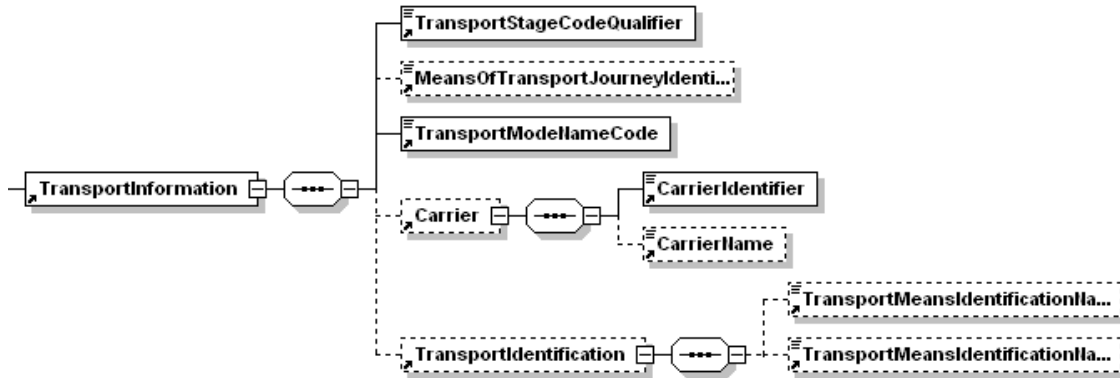 TransportStageCodeQualifier
MeansOfTransportJourneyIdenti...
TransportModeNameCode
TransportInformation
CarrierIdentifier
Carrier
CarrierName
TransportMeansIdentificationNa...
TransportIdentification
TransportMeansIdentificationNa...